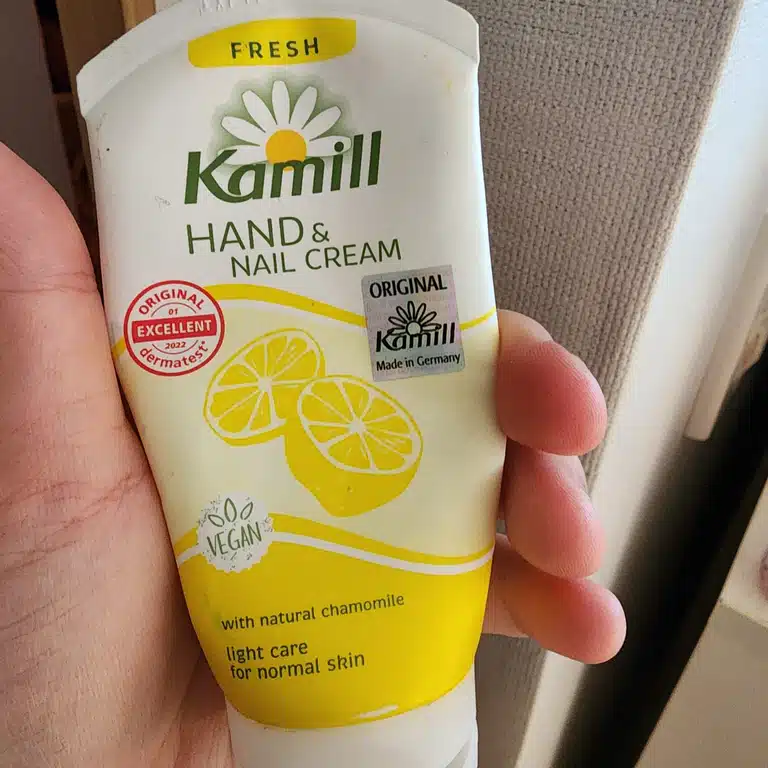 FRESH
Kamill
HAND &
NAIL CREAM
ORIGINAL
01
EXCELLENT
2022
dermatest
ORIGINAL
Kamill
Made in Germany
VEGAN
with natural chamomile
light care
for normal skin